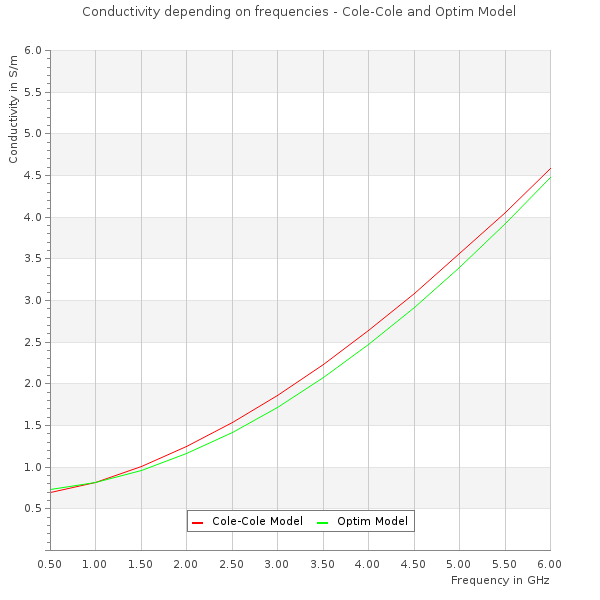 Conductivity depending on frequencies - Cole-Cole and Optim Model
Conductivity in S/m
6.0
5.5
5.0
4.5
4.0
3.5
3.0
2.5
2.0
1.5
1.0
0.5
Cole-Cole Model Optim Model
0.50 1.00 1.50 2.00 2.50 3.00 3.50 4.00 4.50 5.00 5.50 6.00
Frequency in GHz